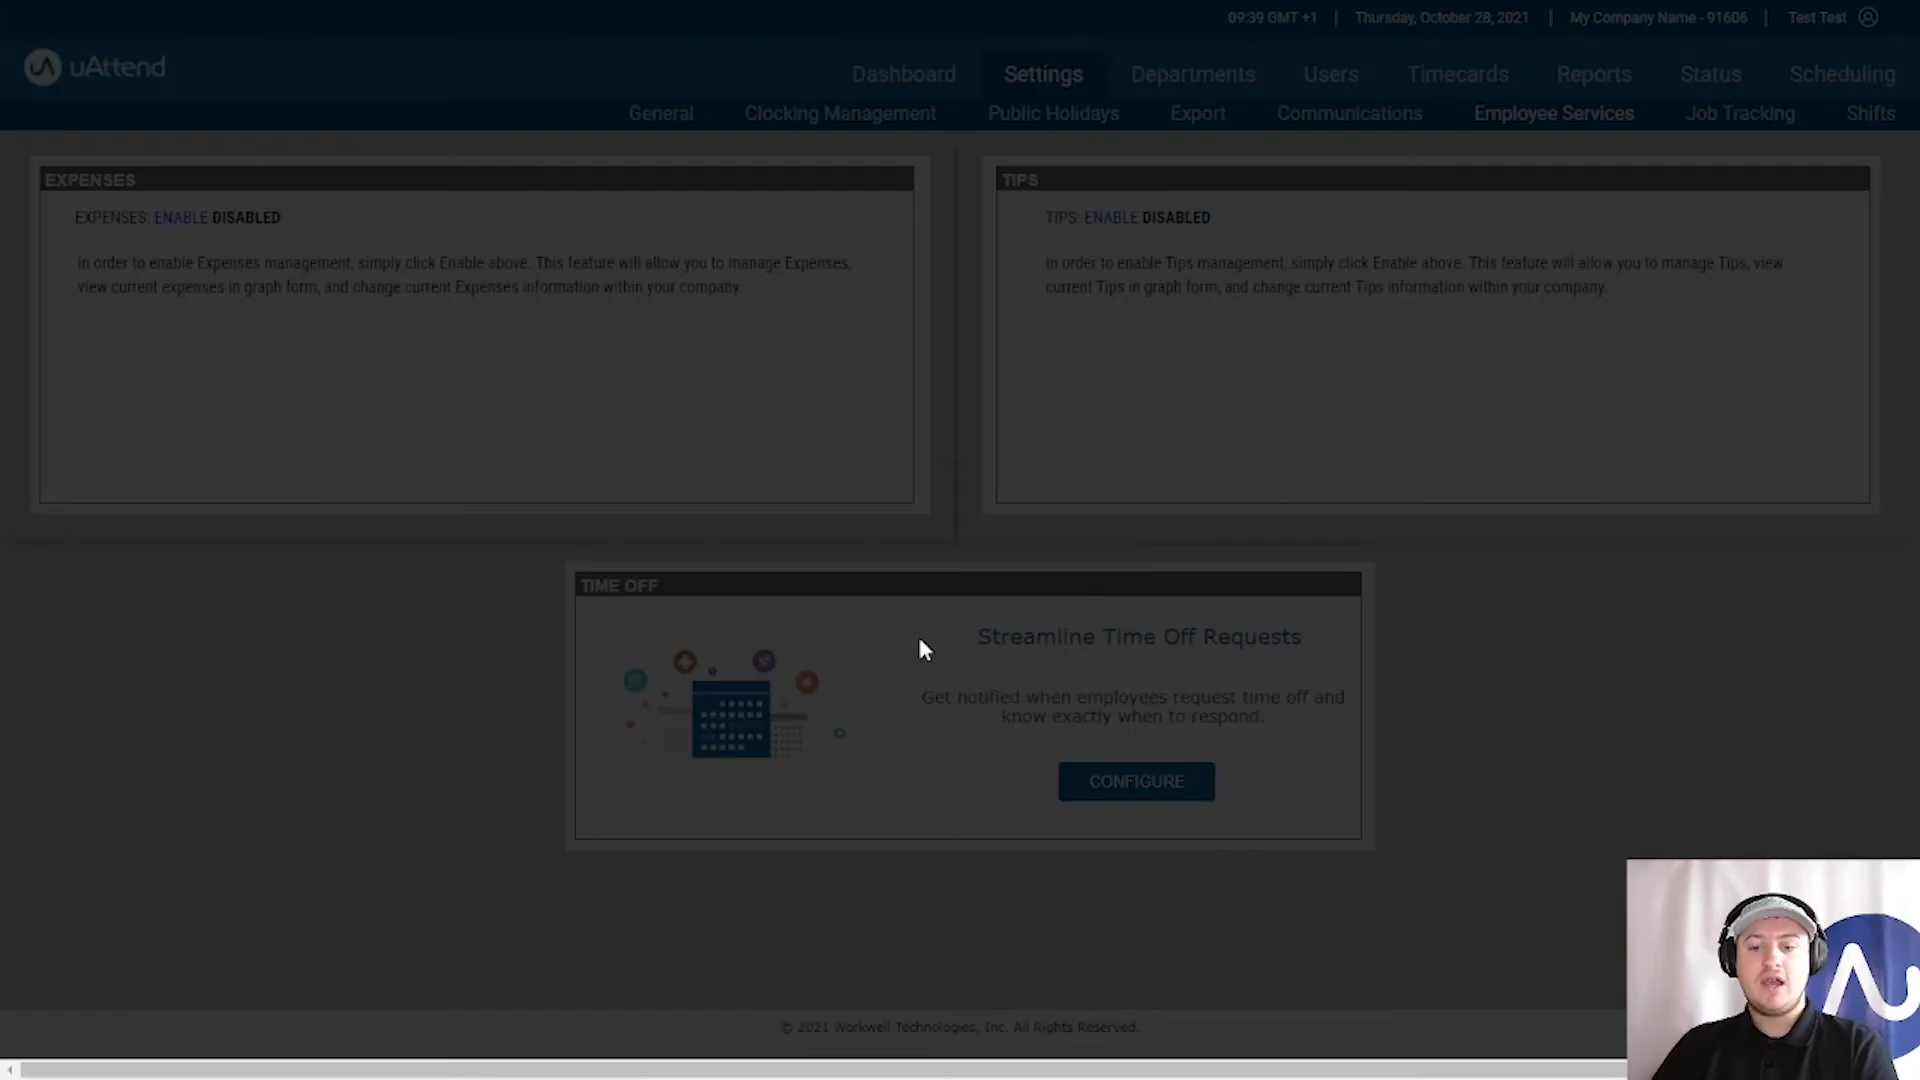 09:39 GMT +1 | Thursday, October 28, 2021 | My Company Name - 91606 | Test Test
uAttend
Dashboard Settings Departments Users Timecards Reports Status Scheduling
General Clocking Management Public Holidays Export Communications Employee Services Job Tracking Shifts
EXPENSES
EXPENSES: ENABLE DISABLED
In order to enable Expenses management, simply click Enable above. This feature will allow you to manage Expenses,
view current expenses in graph form, and change current Expenses information within your company.
TIPS
TIPS: ENABLE DISABLED
In order to enable Tips management, simply click Enable above. This feature will allow you to manage Tips, view
current Tips in graph form, and change current Tips information within your company.
TIME OFF
Streamline Time Off Requests
Get notified when employees request time off and
know exactly when to respond.
CONFIGURE
© 2021 Workwell Technologies, Inc. All Rights Reserved.